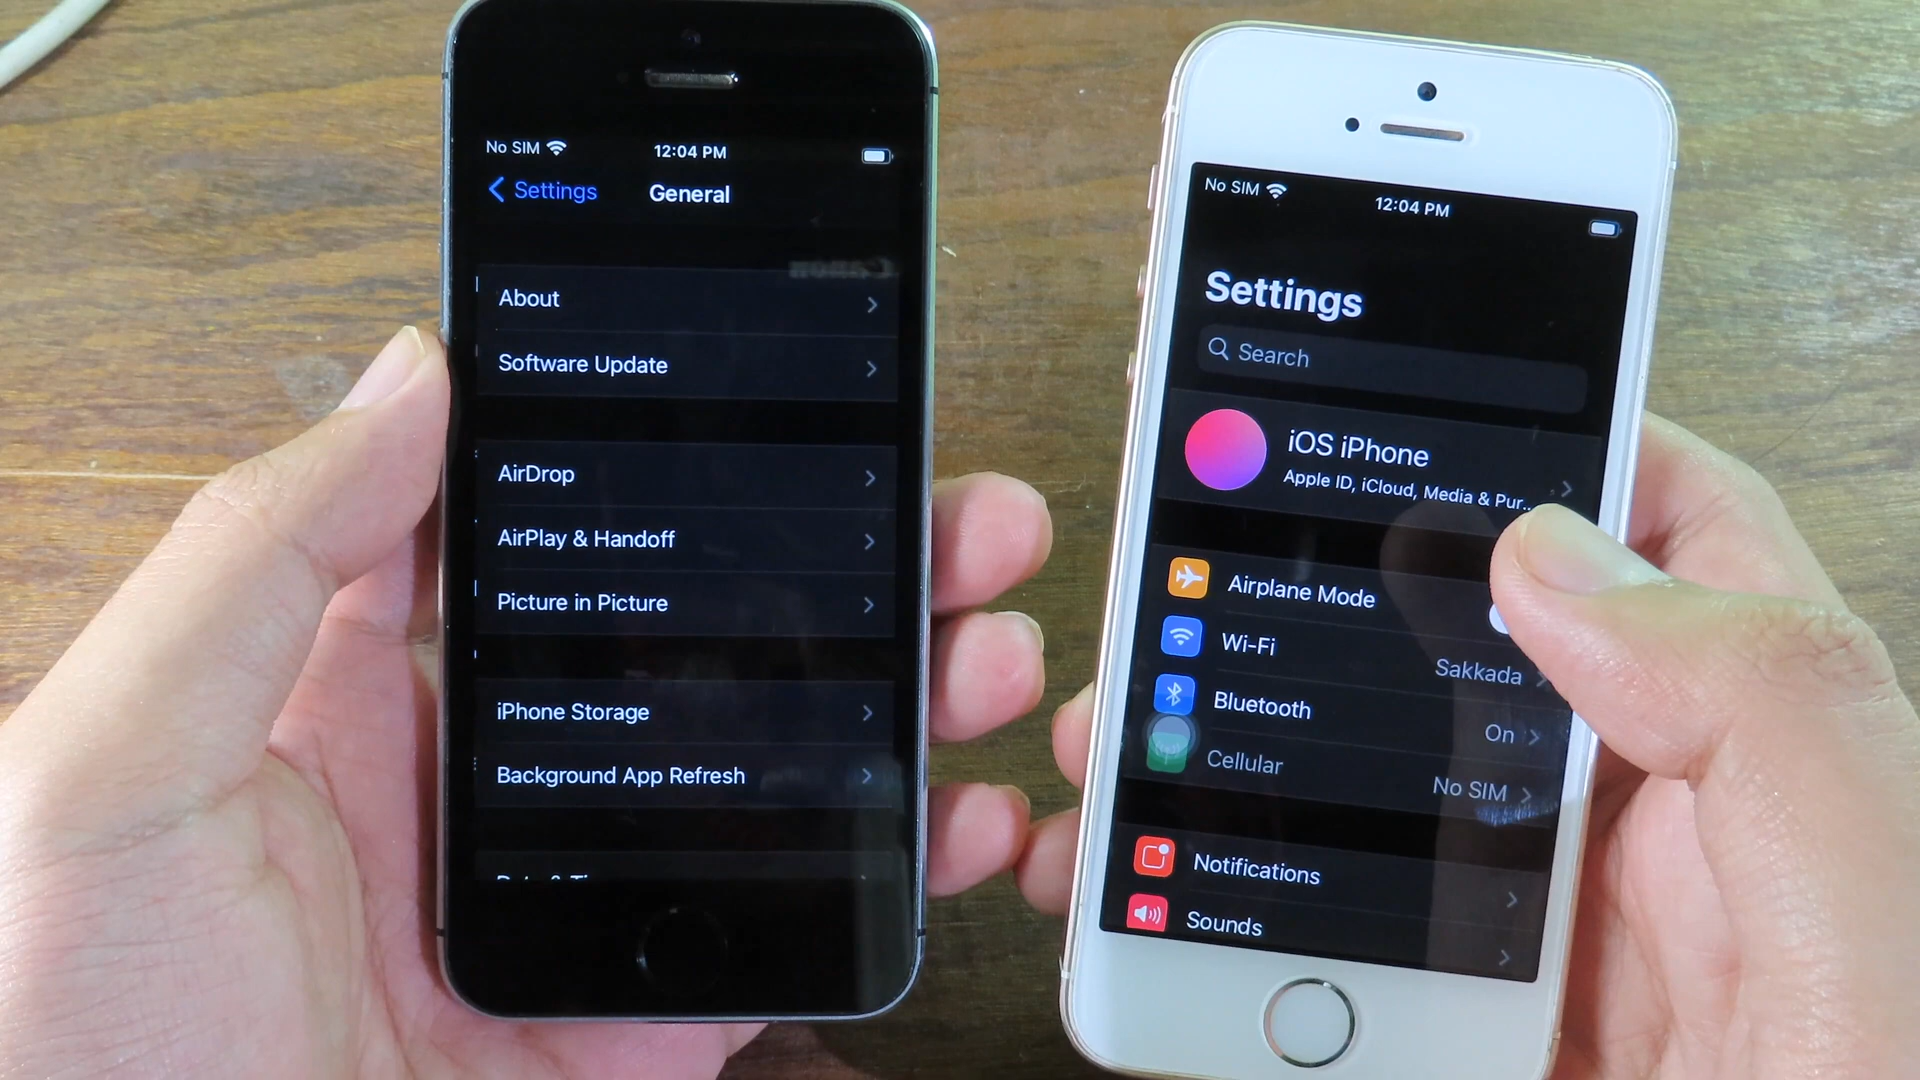 No SIM
12:04 PM
Settings
General
About
Software Update
AirDrop
AirPlay & Handoff
Picture in Picture
iPhone Storage
Background App Refresh
No SIM
12:04 PM
Settings
Search
iOS iPhone
Apple ID, iCloud, Media & Pur...
Airplane Mode
Wi-Fi
Sakkada
Bluetooth
On
Cellular
No SIM
Notifications
Sounds